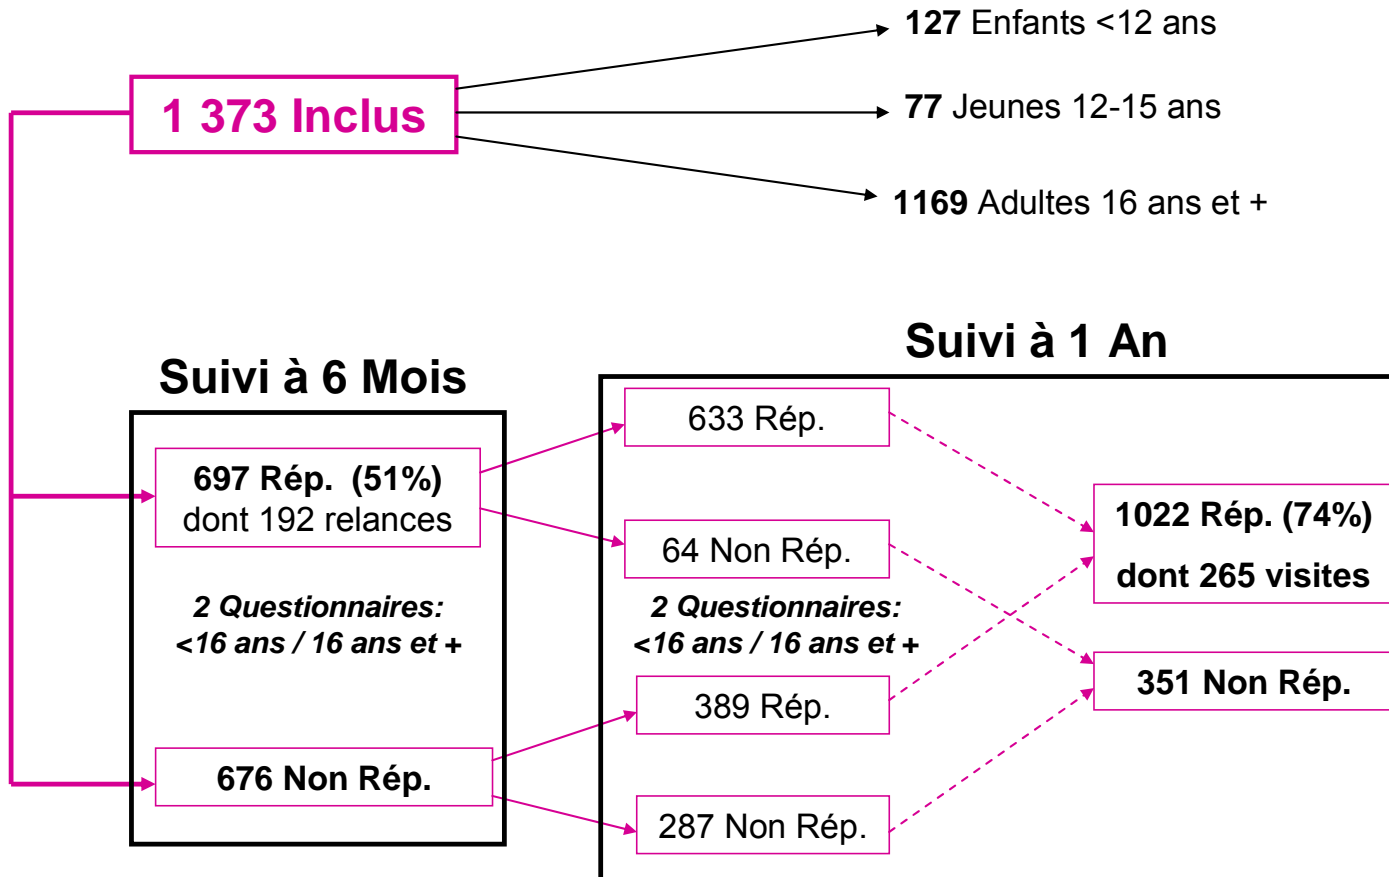 127 Enfants <12 ans
1 373 Inclus
77 Jeunes 12-15 ans
1169 Adultes 16 ans et +
Suivi à 6 Mois
697 Rép. (51%)
dont 192 relances
2 Questionnaires:
<16 ans / 16 ans et +
676 Non Rép.
Suivi à 1 An
633 Rép.
64 Non Rép.
2 Questionnaires:
<16 ans / 16 ans et +
389 Rép.
287 Non Rép.
1022 Rép. (74%)
dont 265 visites
351 Non Rép.